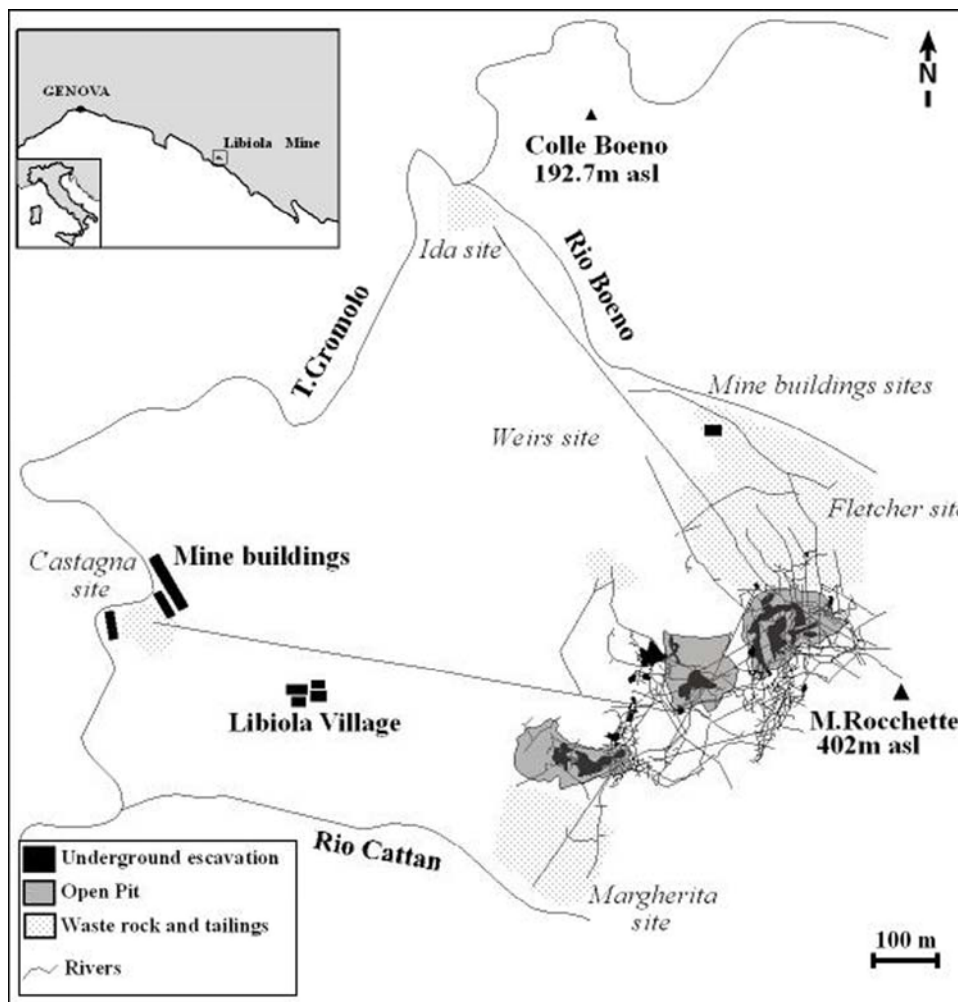 GENOVA
Libiola Mine
N
Colle Boeno
192.7m asl
Ida site
Rio Boeno
T.Gromolo
Mine buildings sites
Weirs site
Fletcher site
Castagna
site
Mine buildings
Libiola Village
M.Rocchette
402m asl
Rio Cattan
Margherita
site
Underground escavation
Open Pit
Waste rock and tailings
Rivers
100 m